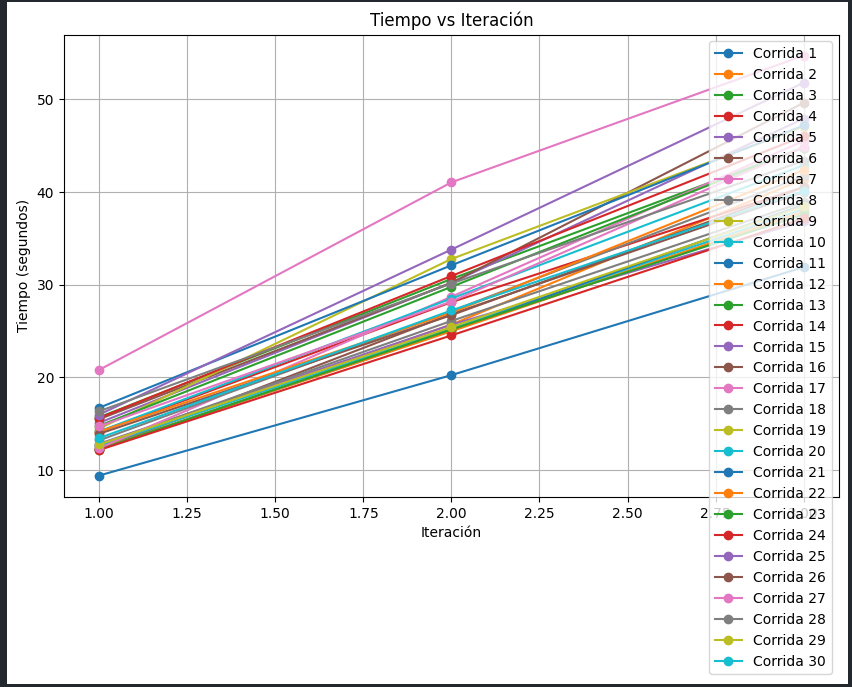 Tiempo vs Iteración
Tiempo (segundos)
50
40
30
20
10
1.00 1.25 1.50 1.75 2.00 2.25 2.50
Iteración
Corrida 1
Corrida 2
Corrida 3
Corrida 4
Corrida 5
Corrida 6
Corrida 7
Corrida 8
Corrida 9
Corrida 10
Corrida 11
Corrida 12
Corrida 13
Corrida 14
Corrida 15
Corrida 16
Corrida 17
Corrida 18
Corrida 19
Corrida 20
Corrida 21
Corrida 22
Corrida 23
Corrida 24
Corrida 25
Corrida 26
Corrida 27
Corrida 28
Corrida 29
Corrida 30